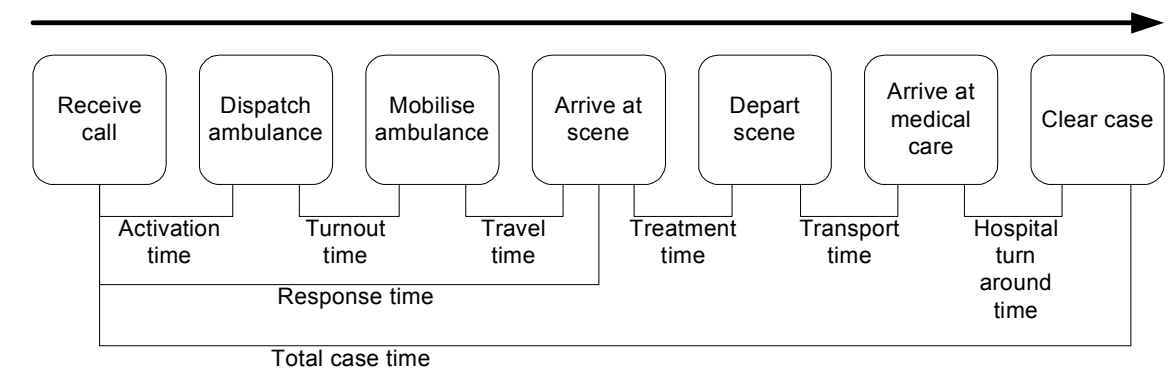 Receive
call
Dispatch
ambulance
Mobilise
ambulance
Arrive at
scene
Depart
scene
Arrive at
medical
care
Clear case
Activation
time
Turnout
time
Travel
time
Treatment
time
Transport
time
Hospital
turn
around
time
Response time
Total case time